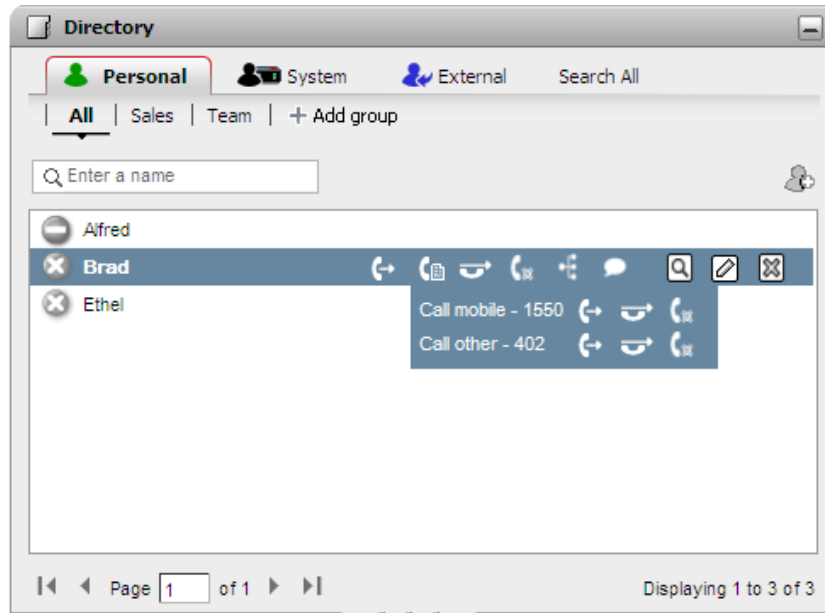 Directory
Personal System External Search All
All | Sales | Team | + Add group
Enter a name
Alfred
Brad
Ethel
Call mobile - 1550
Call other - 402
Page 1 of 1 Displaying 1 to 3 of 3